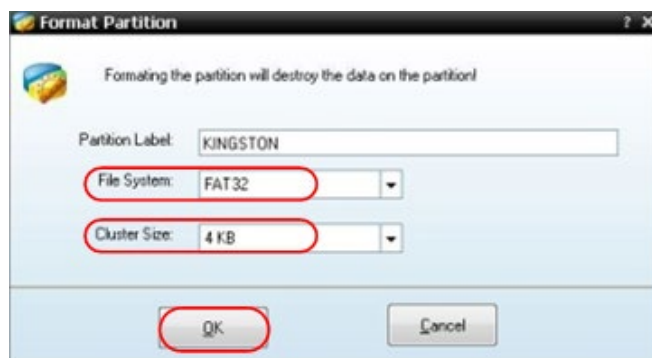 Format Partition
? X
Formating the partition will destroy the data on the partition!
Partition Label: KINGSTON
File System: FAT32
Cluster Size: 4 KB
OK Cancel